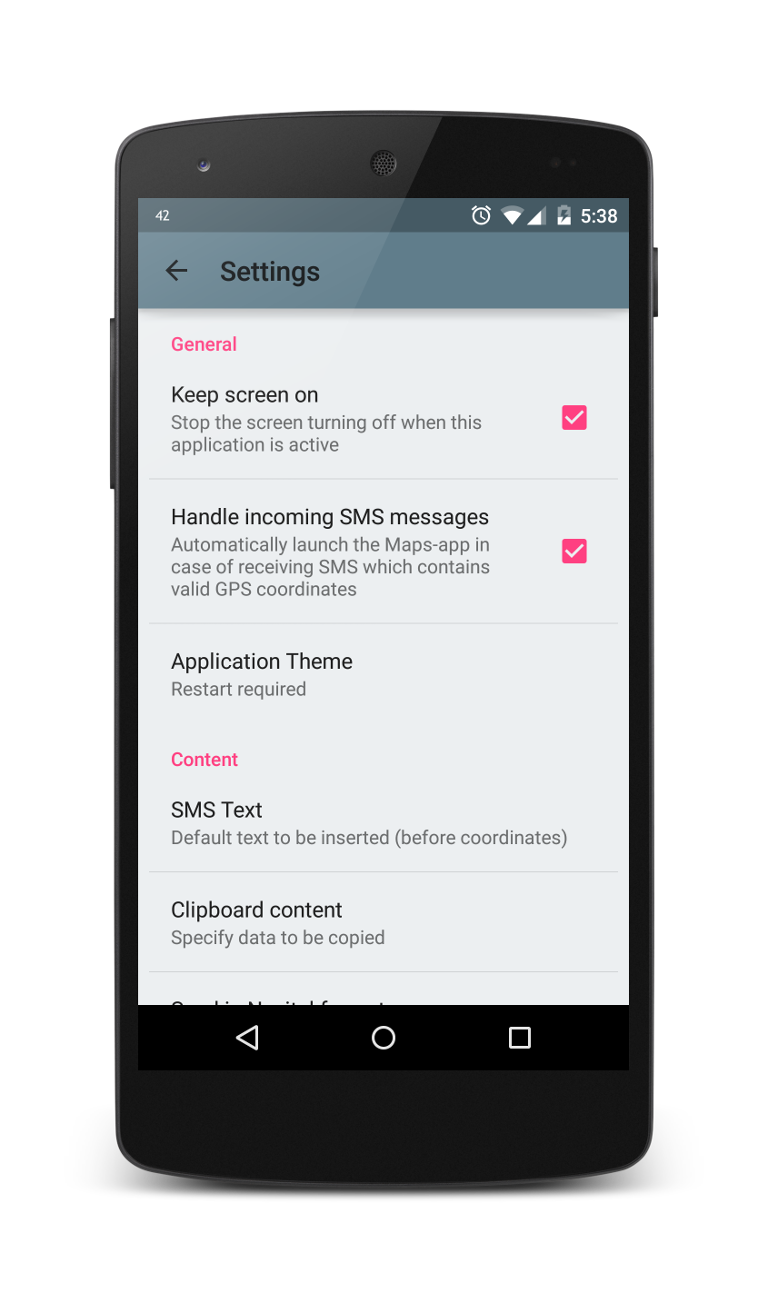 42
5:38
Settings
General
Keep screen on
Stop the screen turning off when this
application is active
Handle incoming SMS messages
Automatically launch the Maps-app in
case of receiving SMS which contains
valid GPS coordinates
Application Theme
Restart required
Content
SMS Text
Default text to be inserted (before coordinates)
Clipboard content
Specify data to be copied